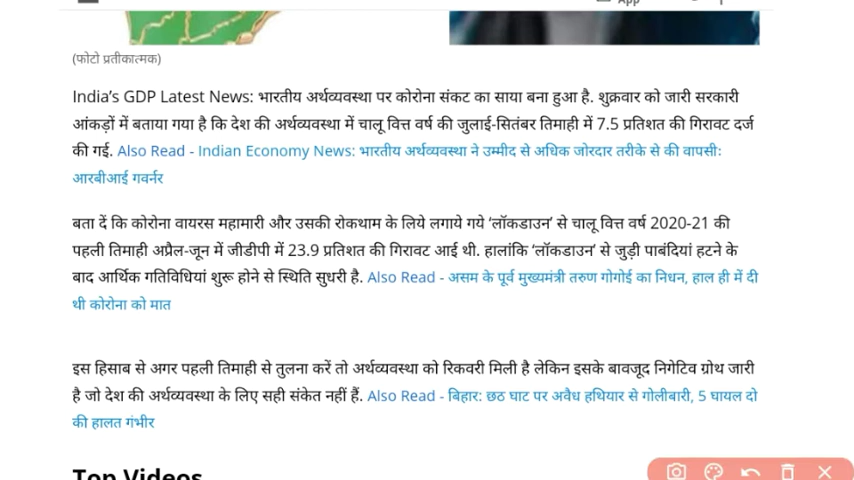 (फोटो प्रतीकात्मक)
India's GDP Latest News: भारतीय अर्थव्यवस्था पर कोरोना संकट का साया बना हुआ है. शुक्रवार को जारी सरकारी
आंकड़ों में बताया गया है कि देश की अर्थव्यवस्था में चालू वित्त वर्ष की जुलाई-सितंबर तिमाही में 7.5 प्रतिशत की गिरावट दर्ज
की गई. Also Read - Indian Economy News: भारतीय अर्थव्यवस्था ने उम्मीद से अधिक जोरदार तरीके से की वापसी:
आरबीआई गवर्नर
बता दें कि कोरोना वायरस महामारी और उसकी रोकथाम के लिये लगाये गये 'लॉकडाउन' से चालू वित्त वर्ष 2020-21 की
पहली तिमाही अप्रैल-जून में जीडीपी में 23.9 प्रतिशत की गिरावट आई थी. हालांकि 'लॉकडाउन' से जुड़ी पाबंदियां हटने के
बाद आर्थिक गतिविधियां शुरू होने से स्थिति सुधरी है. Also Read - असम के पूर्व मुख्यमंत्री तरुण गोगोई का निधन, हाल ही में दी
थी कोरोना को मात
इस हिसाब से अगर पहली तिमाही से तुलना करें तो अर्थव्यवस्था को रिकवरी मिली है लेकिन इसके बावजूद निगेटिव ग्रोथ जारी
है जो देश की अर्थव्यवस्था के लिए सही संकेत नहीं हैं. Also Read - बिहार: छठ घाट पर अवैध हथियार से गोलीबारी, 5 घायल दो
की हालत गंभीर
Top Videos